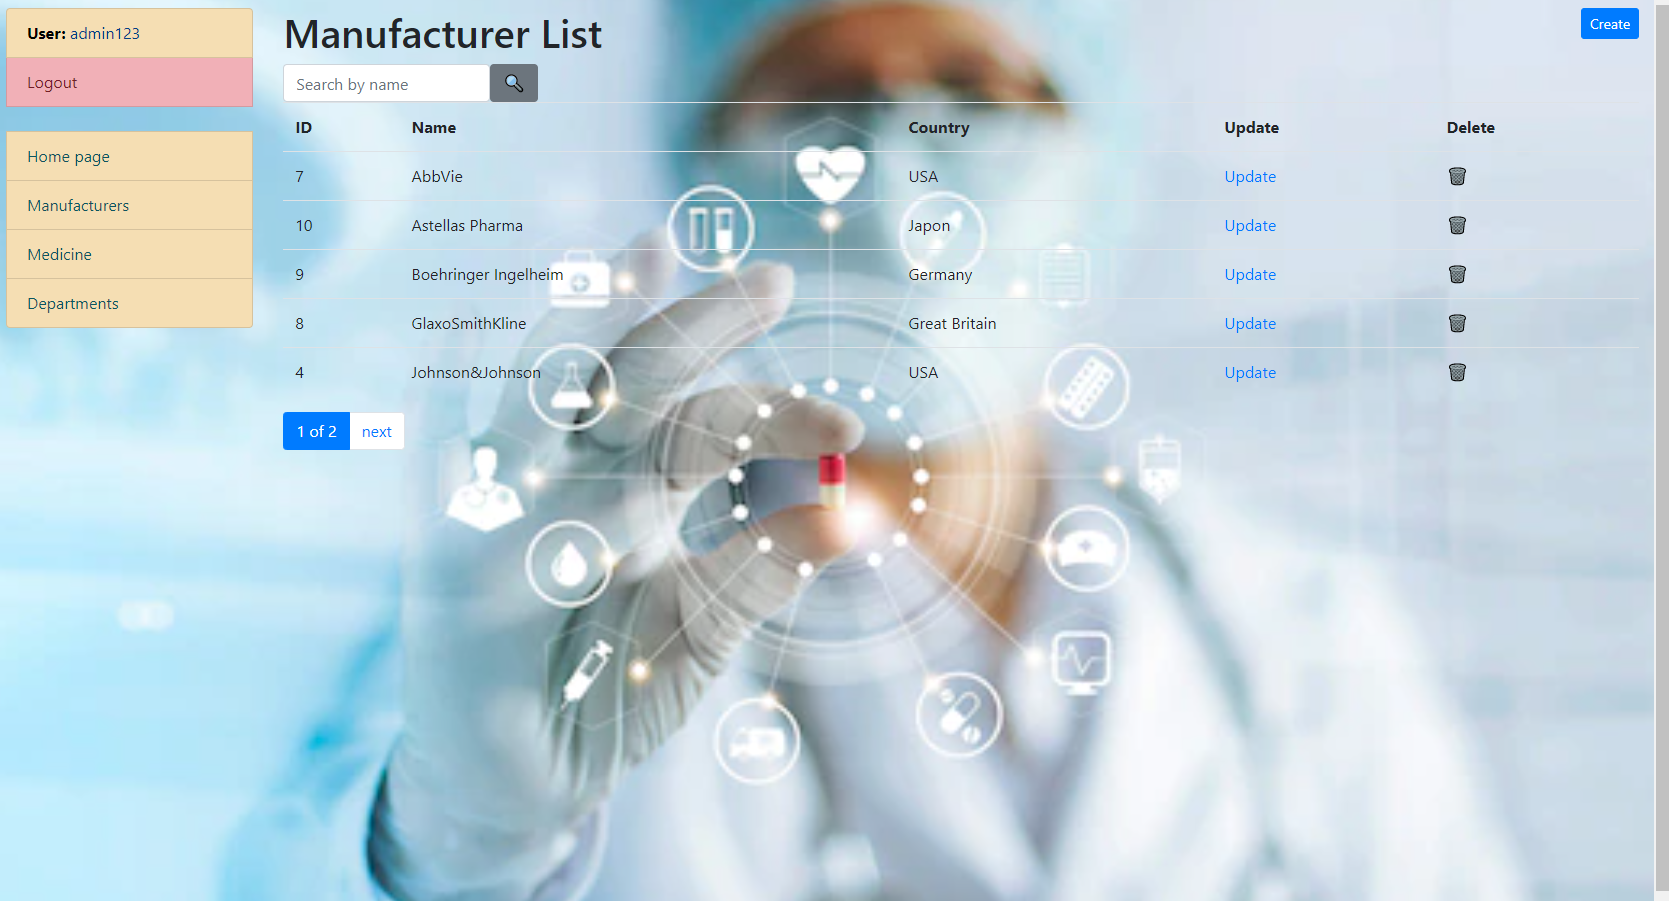 User: admin123
Logout
Home page
Manufacturers
Medicine
Departments
Manufacturer List
Create
Search by name
ID Name Country Update Delete
7 AbbVie USA Update
10 Astellas Pharma Japon Update
9 Boehringer Ingelheim Germany Update
8 GlaxoSmithKline Great Britain Update
4 Johnson&Johnson USA Update
1 of 2 next